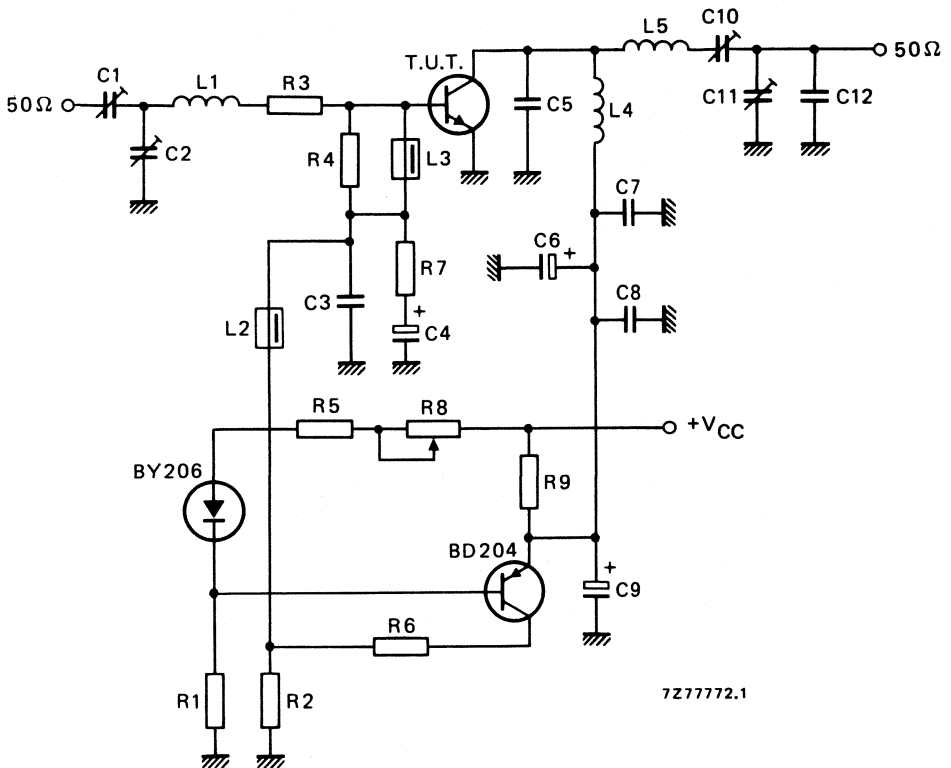 C10
L5
50Ω
T.U.T.
C1
L1
R3
50Ω
C5
L4
C11
C12
C2
R4
L3
C7
C6
+
R7
C8
C3
+
C4
L2
R5
R8
+VCC
BY206
R9
BD204
+
C9
R6
R1
R2
7Z77772.1